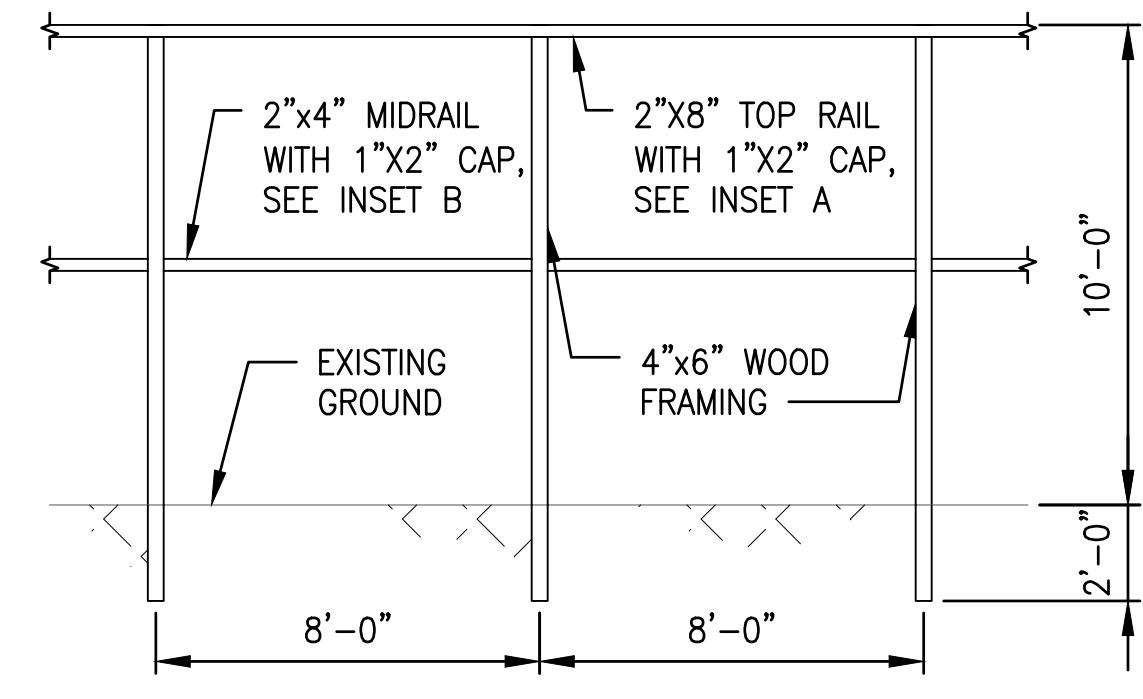 2”x4” MIDRAIL
WITH 1”X2” CAP,
SEE INSET B
2”X8” TOP RAIL
WITH 1”X2” CAP,
SEE INSET A
10’-0”
EXISTING
GROUND
4”x6” WOOD
FRAMING
2’-0”
8’-0”
8’-0”